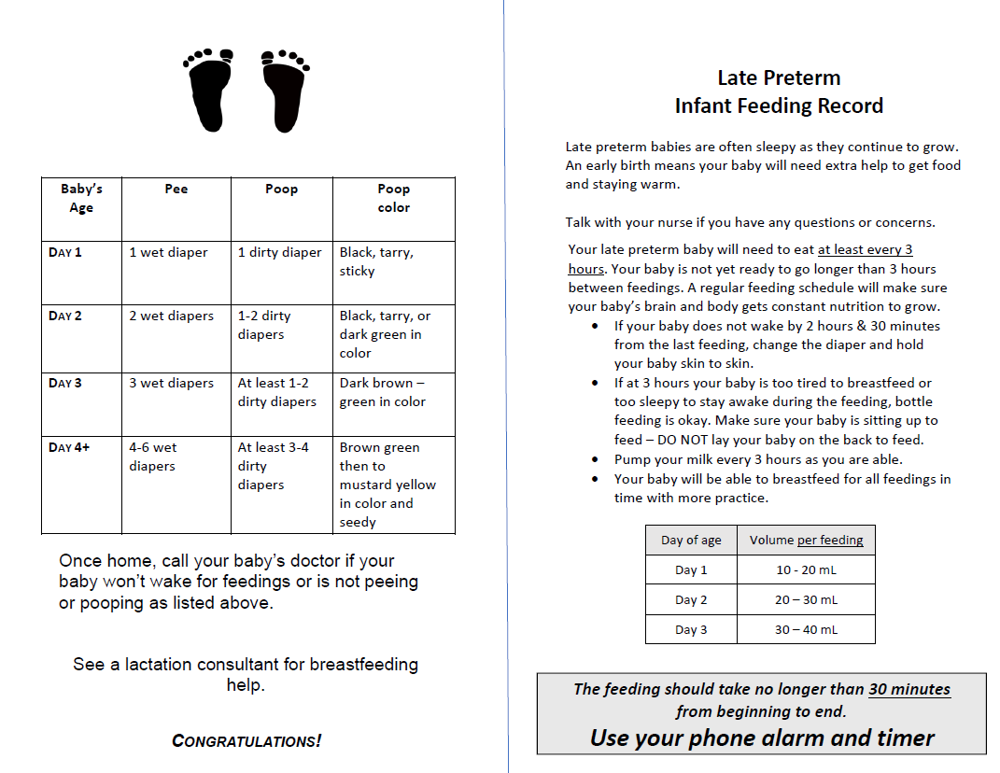 Baby's
Age
Pee
Poop
Poop
color
DAY 1
1 wet diaper
1 dirty diaper
Black, tarry,
sticky
DAY 2
2 wet diapers
1-2 dirty
diapers
Black, tarry, or
dark green in
color
DAY 3
3 wet diapers
At least 1-2
dirty diapers
Dark brown –
green in color
DAY 4+
4-6 wet
diapers
At least 3-4
dirty
diapers
Brown green
then to
mustard yellow
in color and
seedy
Once home, call your baby's doctor if your
baby won't wake for feedings or is not peeing
or pooping as listed above.
See a lactation consultant for breastfeeding
help.
CONGRATULATIONS!
Late Preterm
Infant Feeding Record
Late preterm babies are often sleepy as they continue to grow.
An early birth means your baby will need extra help to get food
and staying warm.
Talk with your nurse if you have any questions or concerns.
Your late preterm baby will need to eat at least every 3
hours. Your baby is not yet ready to go longer than 3 hours
between feedings. A regular feeding schedule will make sure
your baby's brain and body gets constant nutrition to grow.
• If your baby does not wake by 2 hours & 30 minutes
from the last feeding, change the diaper and hold
your baby skin to skin.
• If at 3 hours your baby is too tired to breastfeed or
too sleepy to stay awake during the feeding, bottle
feeding is okay. Make sure your baby is sitting up to
feed – DO NOT lay your baby on the back to feed.
• Pump your milk every 3 hours as you are able.
• Your baby will be able to breastfeed for all feedings in
time with more practice.
Day of age
Volume per feeding
Day 1
10 - 20 mL
Day 2
20 – 30 mL
Day 3
30 – 40 mL
The feeding should take no longer than 30 minutes
from beginning to end.
Use your phone alarm and timer